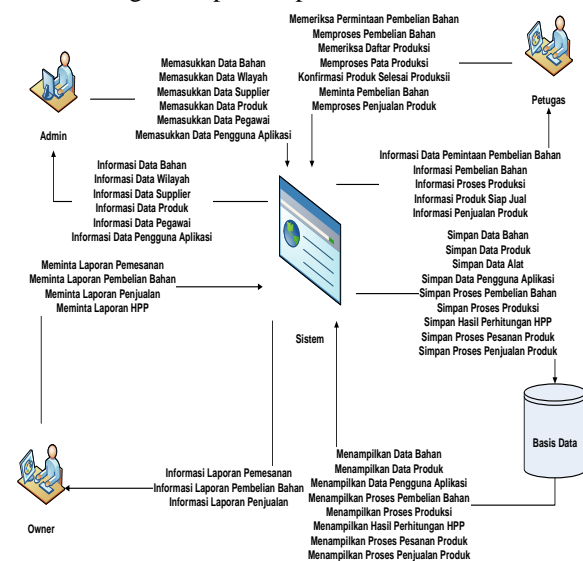 Memeriksa Permintaan Pembelian Bahan
Memproses Pembelian Bahan
Memeriksa Daftar Produksi
Memproses Pata Produksi
Konfirmasi Produk Selesai Produksii
Meminta Pembelian Bahan
Memproses Penjualan Produk
Petugas
Memasukkan Data Bahan
Memasukkan Data Wlayah
Memasukkan Data Supplier
Memasukkan Data Produk
Memasukkan Data Pegawai
Memasukkan Data Pengguna Aplikasi
Admin
Informasi Data Bahan
Informasi Data Wilayah
Informasi Data Supplier
Informasi Data Produk
Informasi Data Pegawai
Informasi Data Pengguna Aplikasi
Informasi Data Pemintaan Pembelian Bahan
Informasi Pembelian Bahan
Informasi Proses Produksi
Informasi Produk Siap Jual
Informasi Penjualan Produk
Meminta Laporan Pemesanan
Meminta Laporan Pembelian Bahan
Meminta Laporan Penjualan
Meminta Laporan HPP
Sistem
Simpan Data Bahan
Simpan Data Produk
Simpan Data Alat
Simpan Data Pengguna Aplikasi
Simpan Proses Pembelian Bahan
Simpan Proses Produksi
Simpan Hasil Perhitungan HPP
Simpan Proses Pesanan Produk
Simpan Proses Penjualan Produk
Basis Data
Owner
Informasi Laporan Pemesanan
Informasi Laporan Pembelian Bahan
Informasi Laporan Penjualan
Menampilkan Data Bahan
Menampilkan Data Produk
Menampilkan Data Pengguna Aplikasi
Menampilkan Proses Pembelian Bahan
Menampilkan Proses Produksi
Menampilkan Hasil Perhitungan HPP
Menampilkan Proses Pesanan Produk
Menampilkan Proses Penjualan Produk